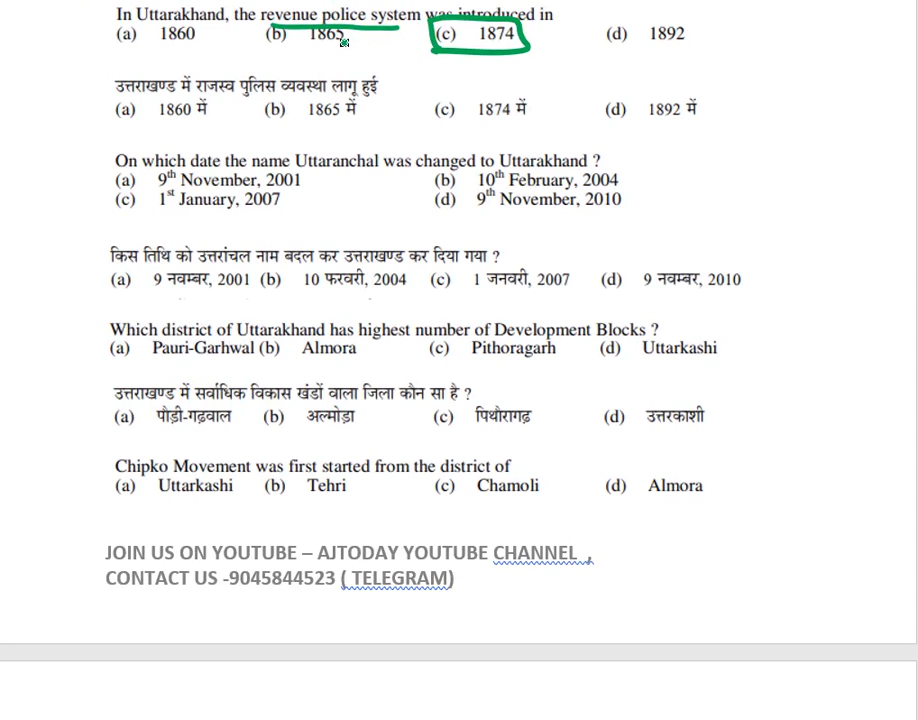 In Uttarakhand, the revenue police system was introduced in
(a) 1860 (b) 1865 (c) 1874 (d) 1892
उत्तराखण्ड में राजस्व पुलिस व्यवस्था लागू हुई
(a) 1860 में (b) 1865 में (c) 1874 में (d) 1892 में
On which date the name Uttaranchal was changed to Uttarakhand ?
(a) 9th November, 2001 (b) 10th February, 2004
(c) 1st January, 2007 (d) 9th November, 2010
किस तिथि को उत्तरांचल नाम बदल कर उत्तराखण्ड कर दिया गया ?
(a) 9 नवम्बर, 2001 (b) 10 फरवरी, 2004 (c) 1 जनवरी, 2007 (d) 9 नवम्बर, 2010
Which district of Uttarakhand has highest number of Development Blocks ?
(a) Pauri-Garhwal (b) Almora (c) Pithoragarh (d) Uttarkashi
उत्तराखण्ड में सर्वाधिक विकास खंडों वाला जिला कौन सा है ?
(a) पौड़ी-गढ़वाल (b) अल्मोड़ा (c) पिथौरागढ़ (d) उत्तरकाशी
Chipko Movement was first started from the district of
(a) Uttarkashi (b) Tehri (c) Chamoli (d) Almora
JOIN US ON YOUTUBE – AJTODAY YOUTUBE CHANNEL ,
CONTACT US -9045844523 ( TELEGRAM)